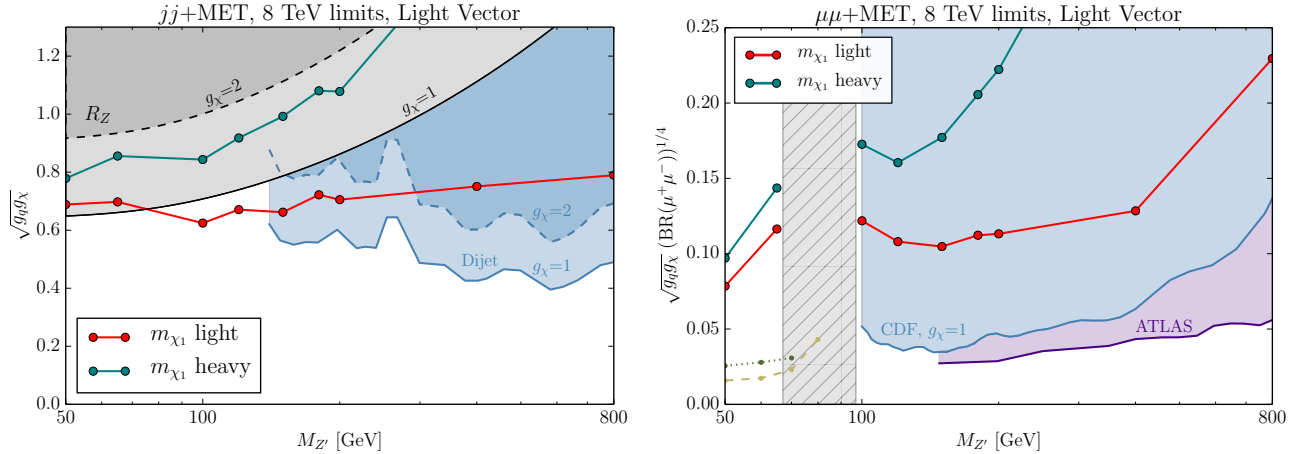 jj+MET, 8 TeV limits, Light Vector
√g_q g_χ
1.2
1.0
0.8
0.6
0.4
0.2
0.0
R_Z
g_χ=2
g_χ=1
g_χ=2
Dijet
g_χ=1
m_χ₁ light
m_χ₁ heavy
50
100
200
400
800
M_Z′ [GeV]
μμ+MET, 8 TeV limits, Light Vector
√g_q g_χ (BR(μ⁺μ⁻))^1/4
0.25
0.20
0.15
0.10
0.05
0.00
m_χ₁ light
m_χ₁ heavy
CDF, g_χ=1
ATLAS
50
100
200
400
800
M_Z′ [GeV]